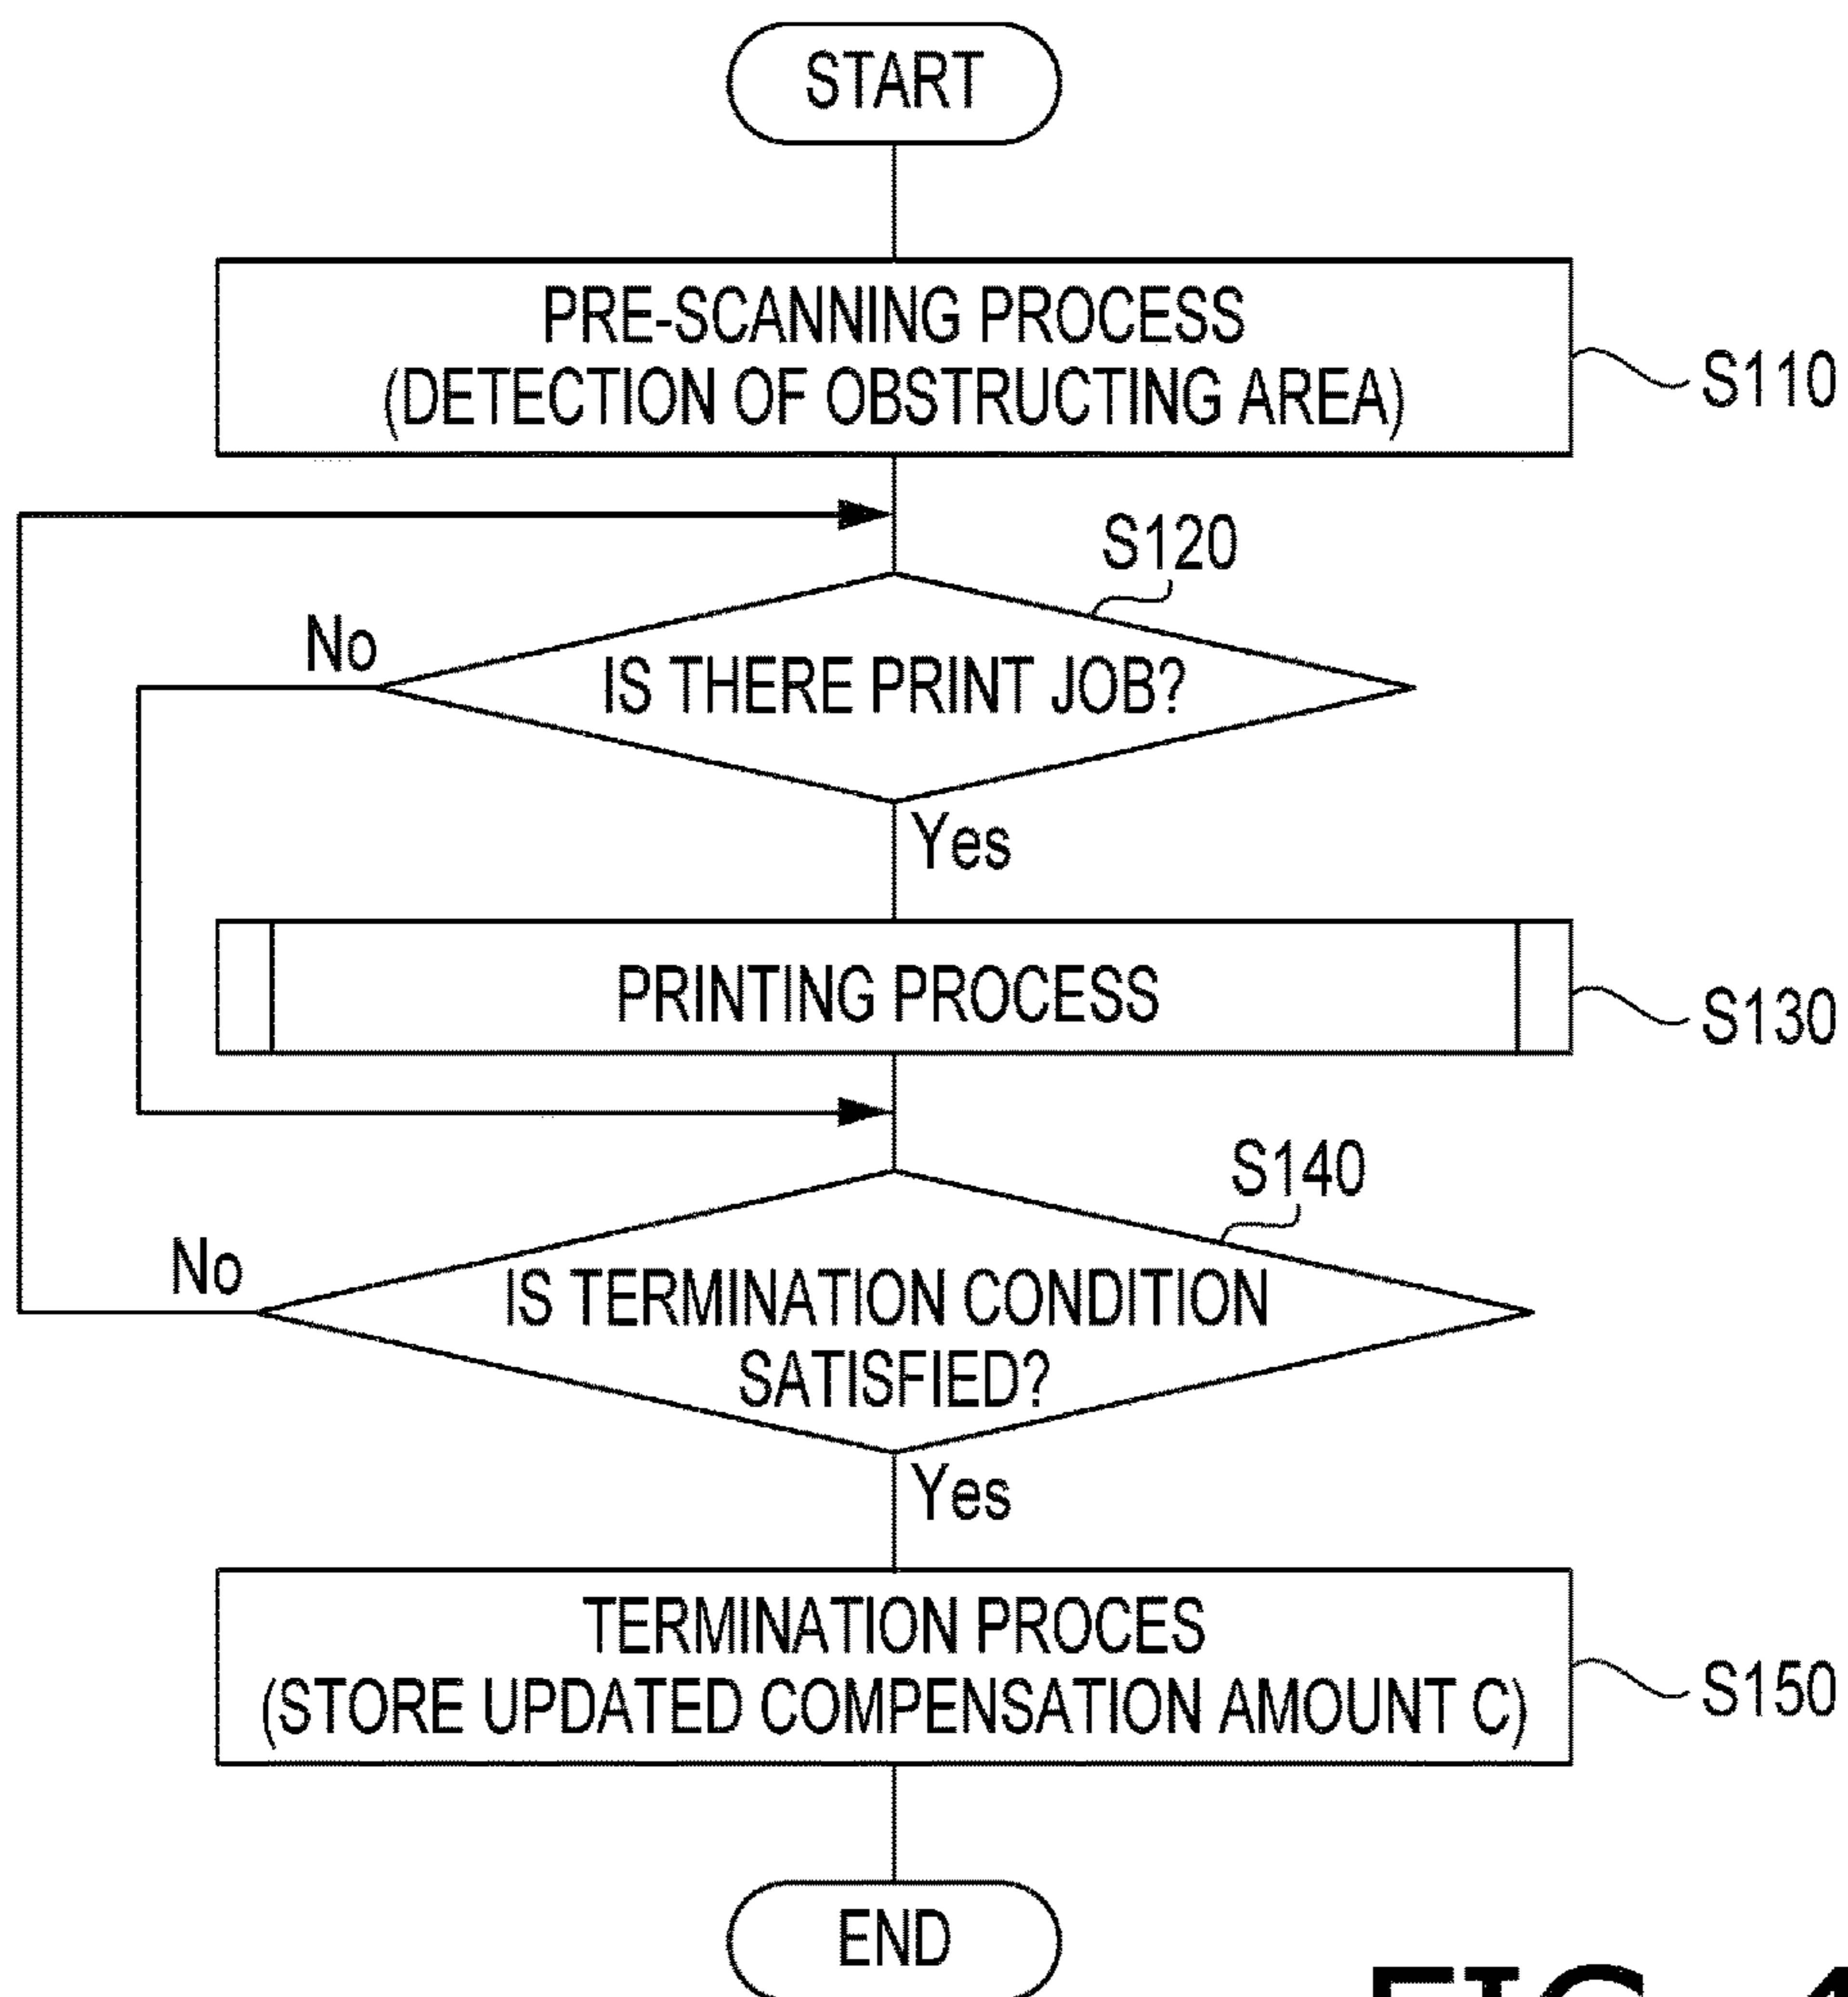 START
PRE-SCANNING PROCESS
(DETECTION OF OBSTRUCTING AREA)
S110
S120
No
IS THERE PRINT JOB?
Yes
PRINTING PROCESS
S130
S140
No
IS TERMINATION CONDITION
SATISFIED?
Yes
TERMINATION PROCES
(STORE UPDATED COMPENSATION AMOUNT C)
S150
END